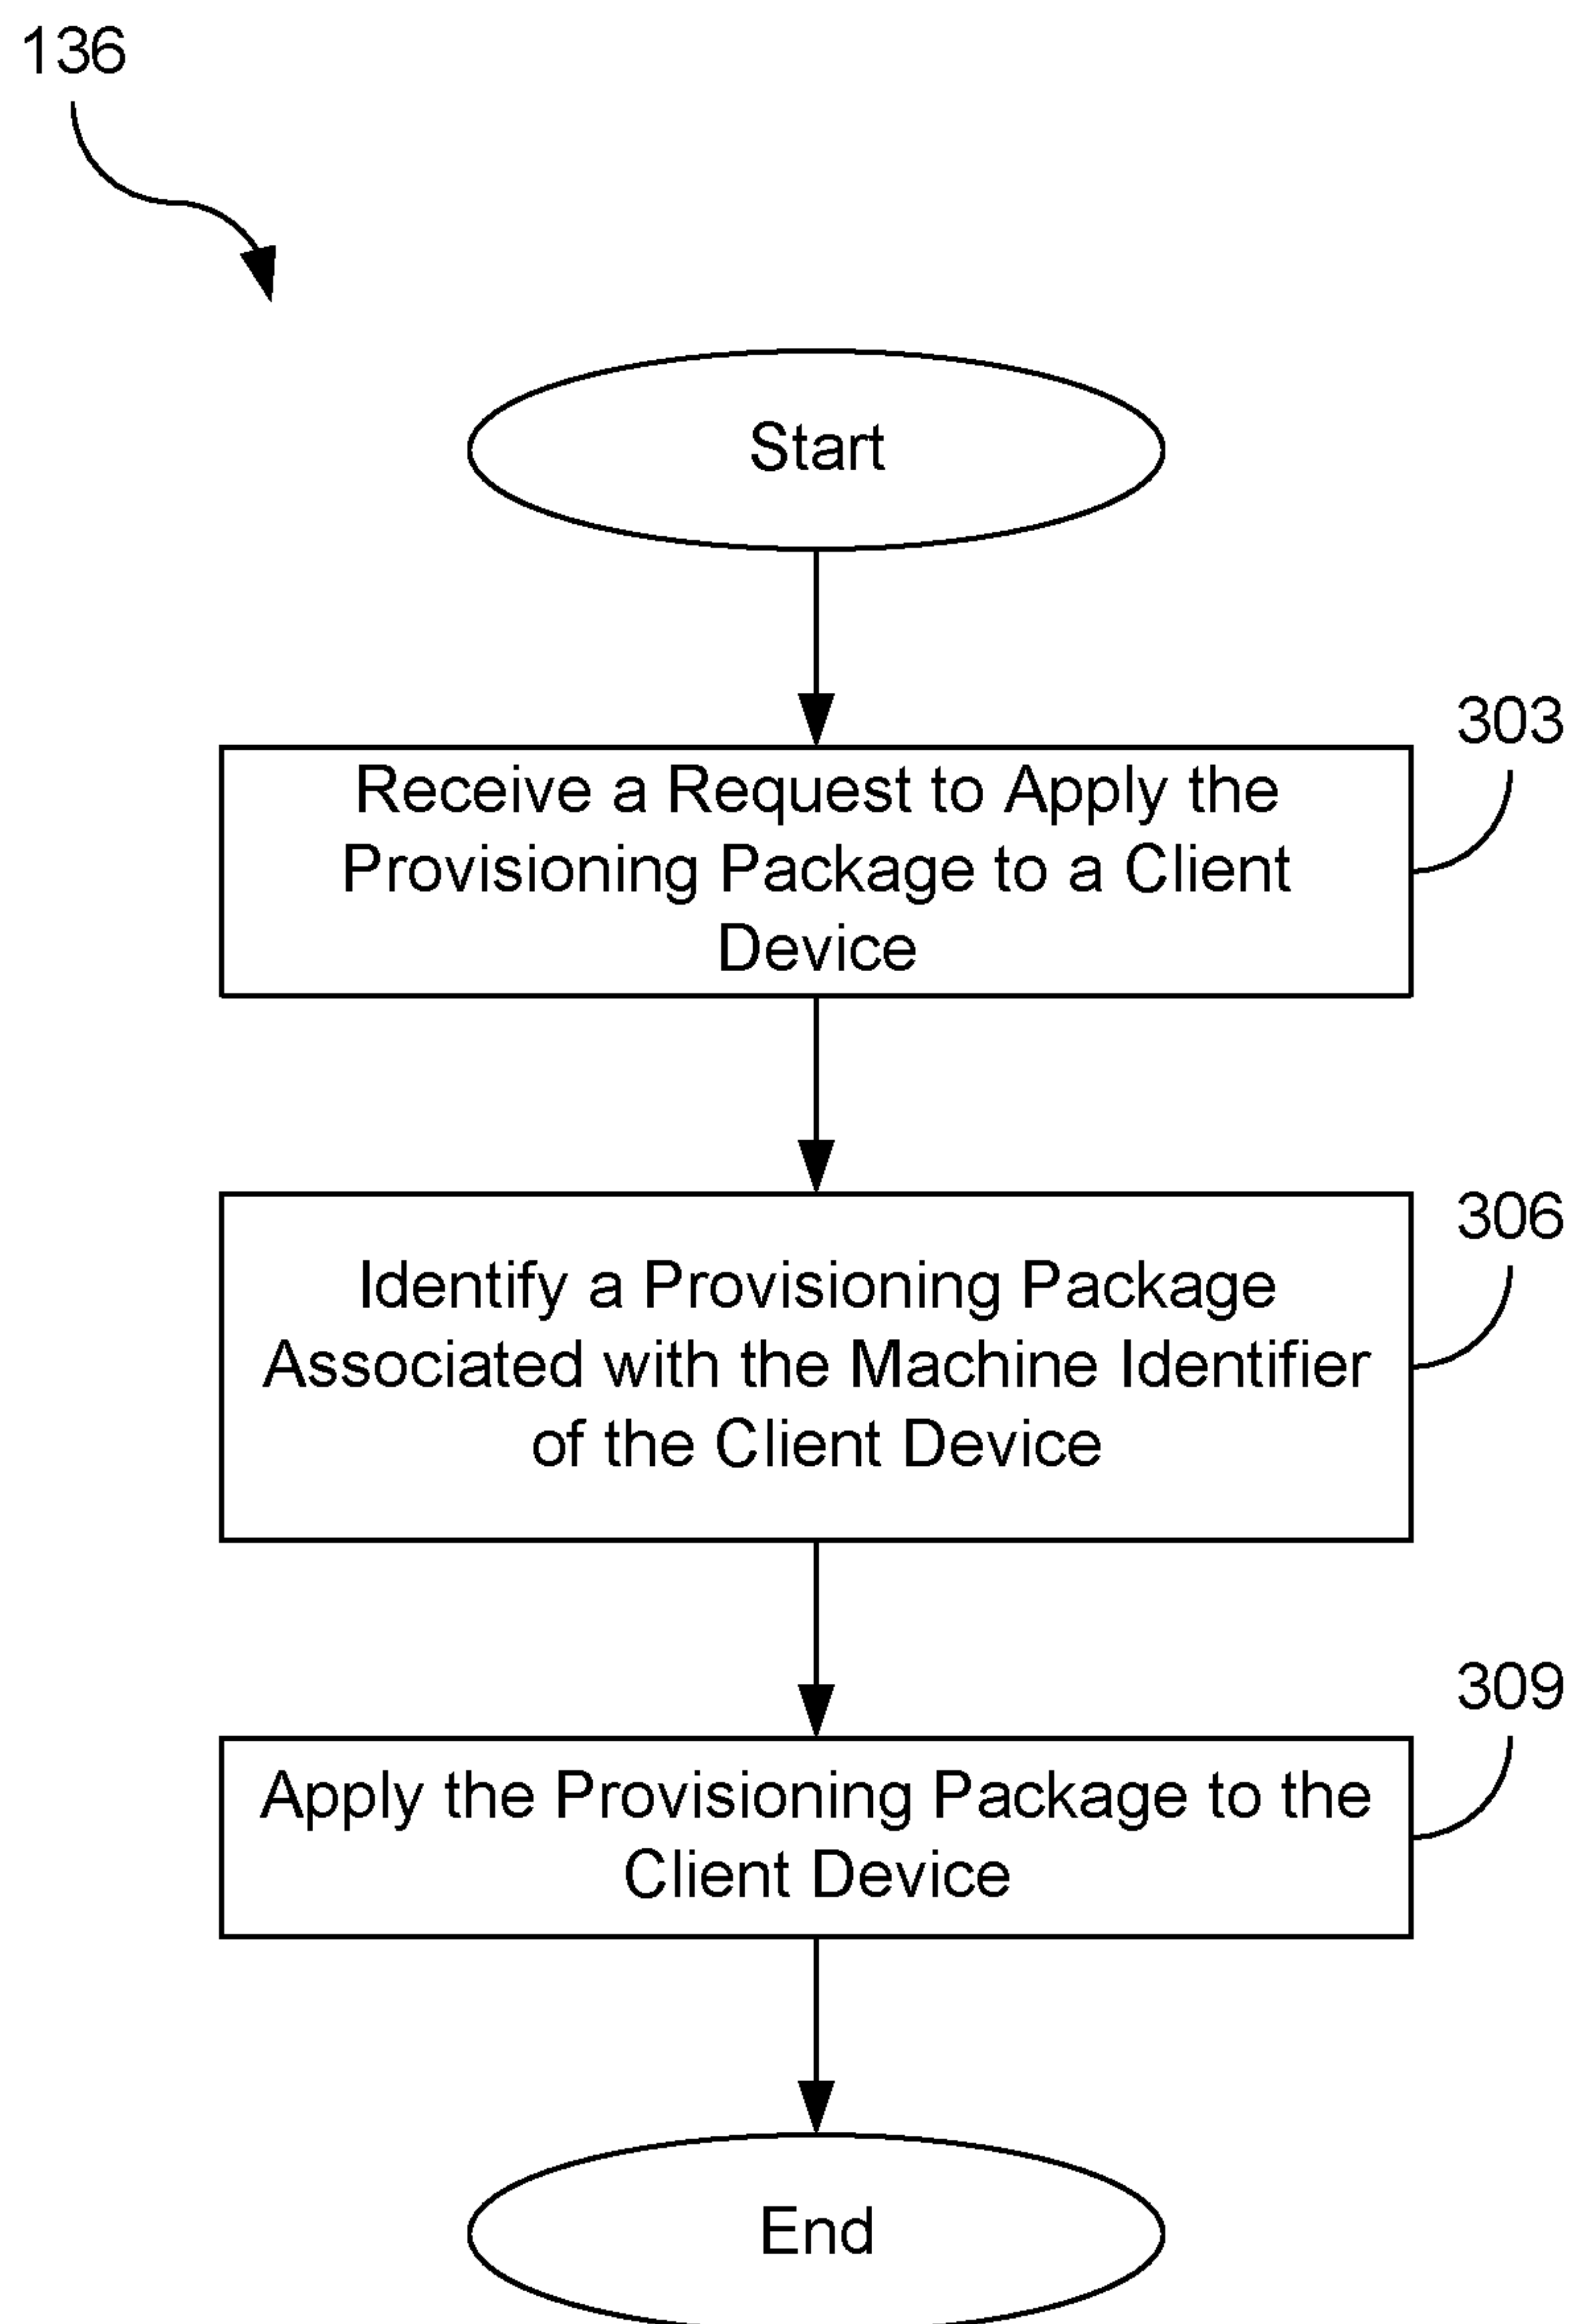 136
Start
303
Receive a Request to Apply the
Provisioning Package to a Client
Device
306
Identify a Provisioning Package
Associated with the Machine Identifier
of the Client Device
309
Apply the Provisioning Package to the
Client Device
End